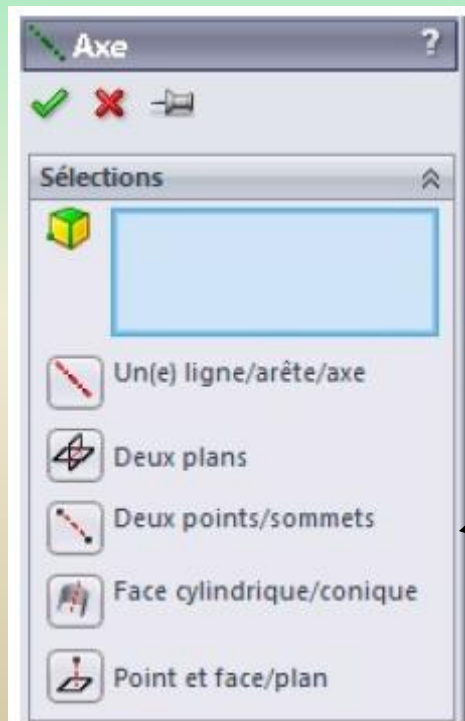 Axe ?
Sélections
Un(e) ligne/arête/axe
Deux plans
Deux points/sommets
Face cylindrique/conique
Point et face/plan